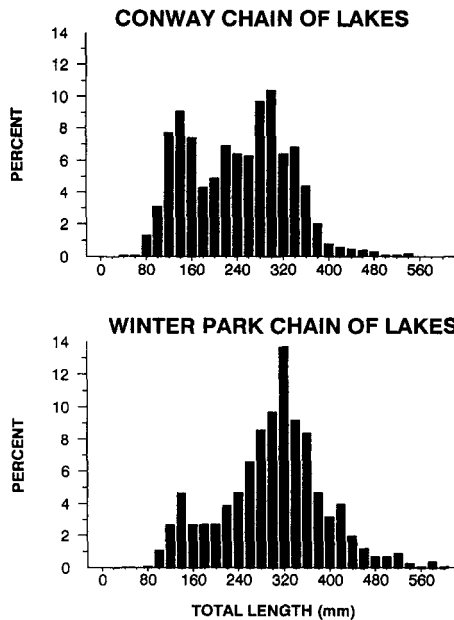 CONWAY CHAIN OF LAKES
14
12
10
8
6
4
2
0
PERCENT
0 80 160 240 320 400 480 560
WINTER PARK CHAIN OF LAKES
14
12
10
8
6
4
2
0
PERCENT
0 80 160 240 320 400 480 560
TOTAL LENGTH (mm)